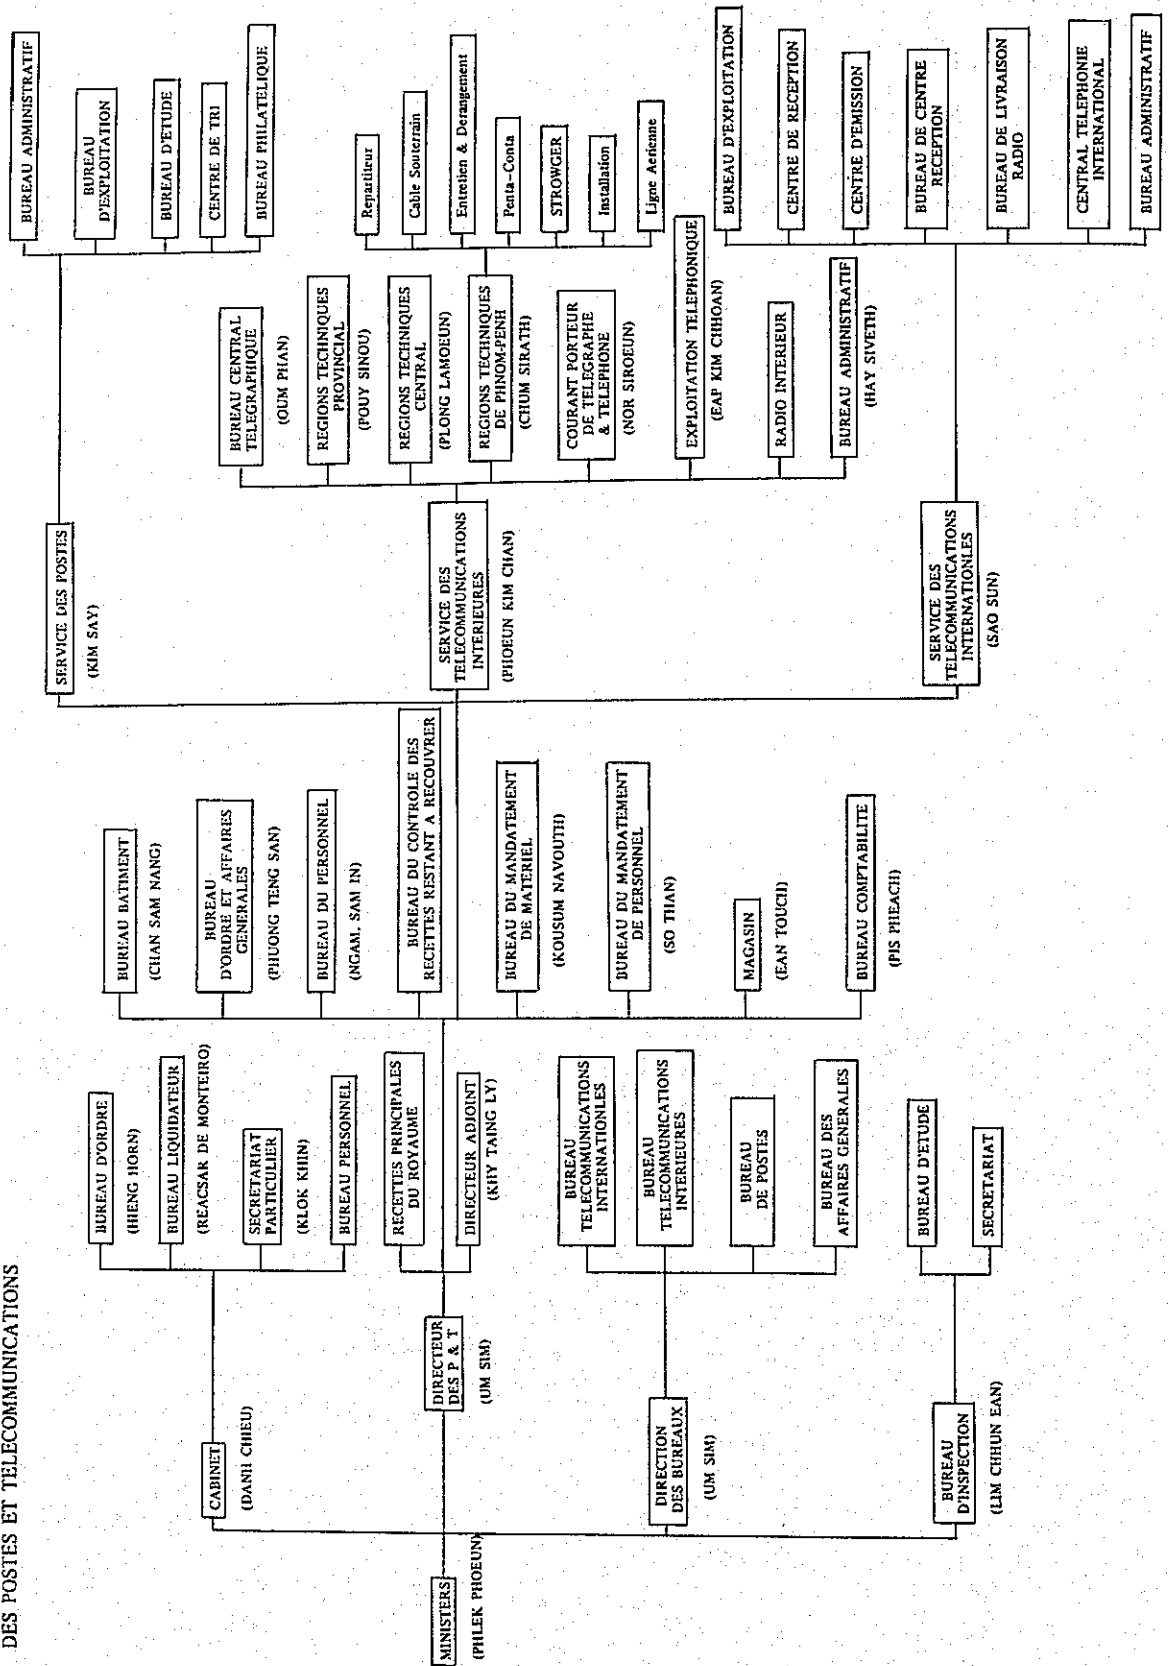 DES POSTES ET TELECOMMUNICATIONS
MINISTERS
(PHLEK PHOEUN)
CABINET
(DANH CHIEU)
BUREAU D'ORDRE
(HIENG HORN)
BUREAU LIQUIDATEUR
(REACSAR DE MONTEIRO)
SECRETARIAT
PARTICULIER
(KLOK KHIN)
BUREAU PERSONNEL
DIRECTEUR
DES P & T
(UM SIM)
RECETTES PRINCIPALES
DU ROYAUME
DIRECTEUR ADJOINT
(KHY TAING LY)
DIRECTION
DES BUREAUX
(UM SIM)
BUREAU
TELECOMMUNICATIONS
INTERNATIONLES
BUREAU
TELECOMMUNICATIONS
INTERIEURES
BUREAU
DE POSTES
BUREAU DES
AFFAIRES GENERALES
BUREAU
D'INSPECTION
(LIM CHHUN EAN)
BUREAU D'ETUDE
SECRETARIAT
BUREAU BATIMENT
(CHAN SAM NANG)
BUREAU
D'ORDRE ET AFFAIRES
GENERALES
(PHUONG TENG SAN)
BUREAU DU PERSONNEL
(NGAM. SAM IN)
BUREAU DU CONTROLE DES
RECETTES RESTANT A RECOUVRER
BUREAU DU MANDATEMENT
DE MATERIEL
(KOUSUM NAVOUTH)
BUREAU DU MANDATEMENT
DE PERSONNEL
(SO THAN)
MAGASIN
(EAN TOUCH)
BUREAU COMPTABILITE
(PIS PHEACH)
SERVICE DES POSTES
(KIM SAY)
BUREAU ADMINISTRATIF
BUREAU
D'EXPLOITATION
BUREAU D'ETUDE
CENTRE DE TRI
BUREAU PHILATELIQUE
SERVICE DES
TELECOMMUNICATIONS
INTERIEURES
(PHOEUN KIM CHAN)
BUREAU CENTRAL
TELEGRAPHIQUE
(OUM PHAN)
REGIONS TECHNIQUES
PROVINCIAL
(POUY SINOU)
REGIONS TECHNIQUES
CENTRAL
(PLONG LAMOEUN)
REGIONS TECHNIQUES
DE PHNOM-PENH
(CHUM SIRATH)
Repartiteur
Cable Souterrain
Entretien & Derangement
Penta-Conta
STROWGER
Installation
Ligne Aerienne
COURANT PORTEUR
DE TELEGRAPHE
& TELEPHONE
(NOR SIROEUN)
EXPLOITATION TELEPHONIQUE
(EAP KIM CHHOAN)
RADIO INTERIEUR
BUREAU ADMINISTRATIF
(HAY SIVETH)
SERVICE DES
TELECOMMUNICATIONS
INTERNATIONLES
(SAO SUN)
BUREAU D'EXPLOITATION
CENTRE DE RECEPTION
CENTRE D'EMISSION
BUREAU DE CENTRE
RECEPTION
BUREAU DE LIVRAISON
RADIO
CENTRAL TELEPHONIE
INTERNATIONAL
BUREAU ADMINISTRATIF